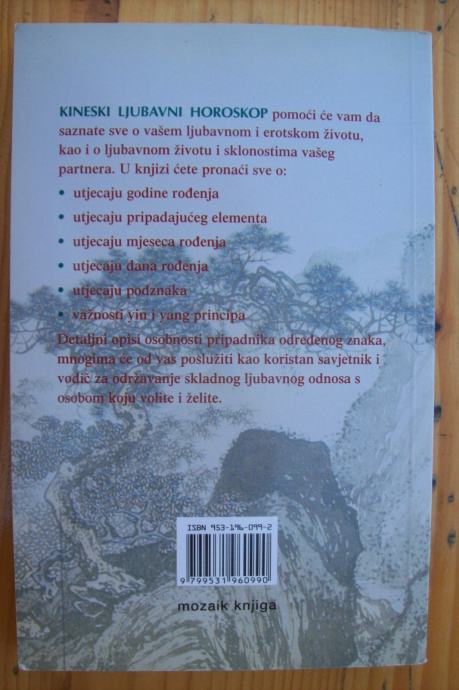 KINESKI LJUBAVNI HOROSKOP pomoći će vam da
saznate sve o vašem ljubavnom i erotskom životu,
kao i o ljubavnom životu i sklonostima vašeg
partnera. U knjizi ćete pronaći sve o:
• utjecaju godine rođenja
• utjecaju pripadajućeg elementa
• utjecaju mjeseca rođenja
• utjecaju dana rođenja
• utjecaju podznaka
• važnosti yin i yang principa
Detaljni opisi osobnosti pripadnika određenog znaka,
mnogima će od vas poslužiti kao koristan savjetnik i
vodič za održavanje skladnog ljubavnog odnosa s
osobom koju volite i želite.
ISBN 953-196-099-2
9 799531 960990
mozaik knjiga